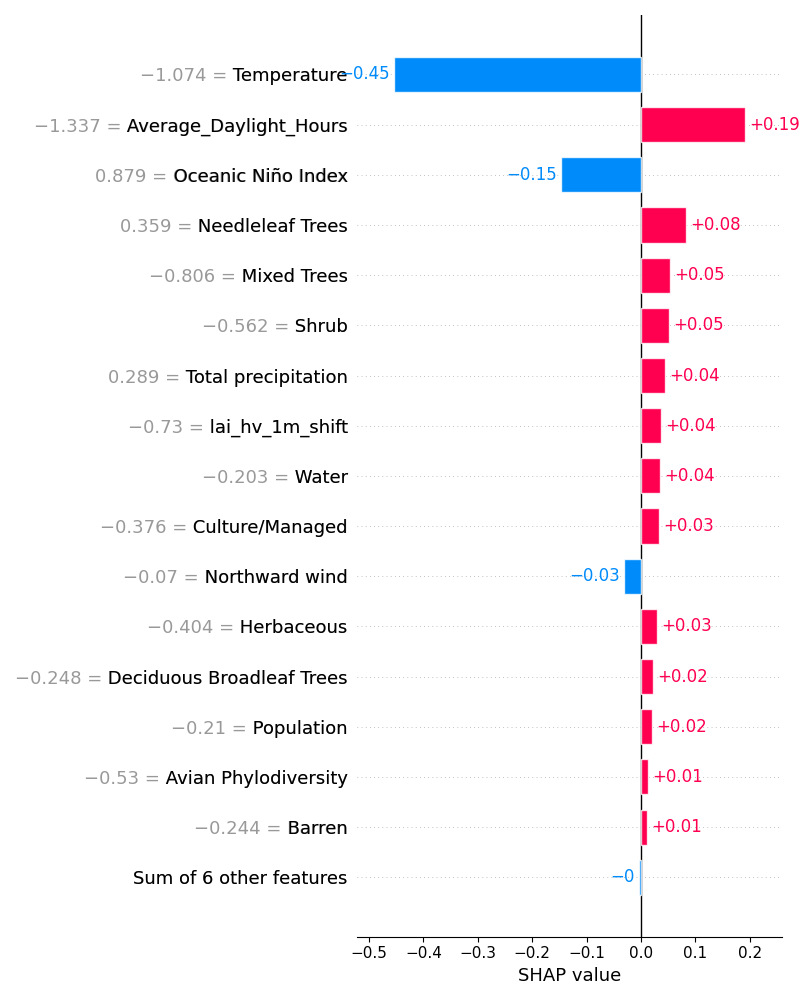 −1.074 = Temperature −0.45
−1.337 = Average_Daylight_Hours +0.19
0.879 = Oceanic Niño Index −0.15
0.359 = Needleleaf Trees +0.08
−0.806 = Mixed Trees +0.05
−0.562 = Shrub +0.05
0.289 = Total precipitation +0.04
−0.73 = lai_hv_1m_shift +0.04
−0.203 = Water +0.04
−0.376 = Culture/Managed +0.03
−0.07 = Northward wind −0.03
−0.404 = Herbaceous +0.03
−0.248 = Deciduous Broadleaf Trees +0.02
−0.21 = Population +0.02
−0.53 = Avian Phylodiversity +0.01
−0.244 = Barren +0.01
Sum of 6 other features −0
−0.5 −0.4 −0.3 −0.2 −0.1 0.0 0.1 0.2
SHAP value